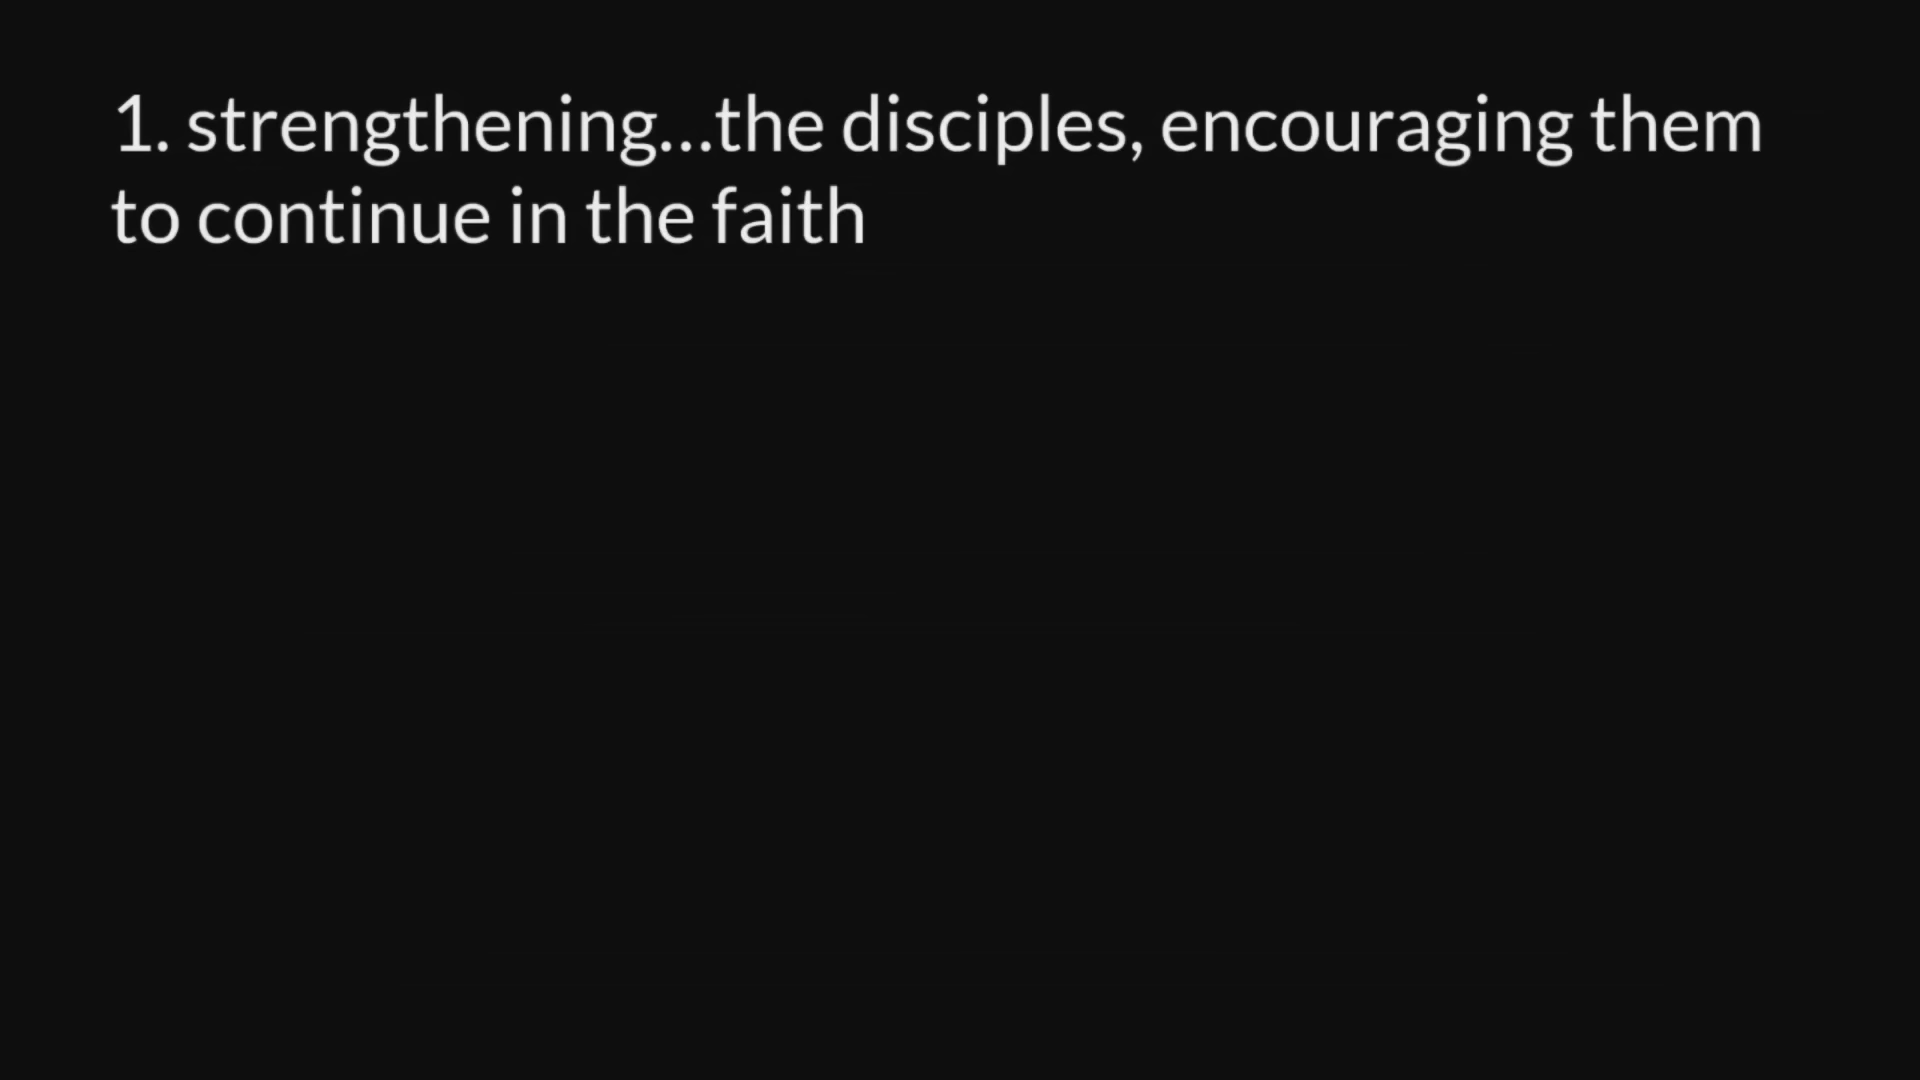 1. strengthening...the disciples, encouraging them
to continue in the faith